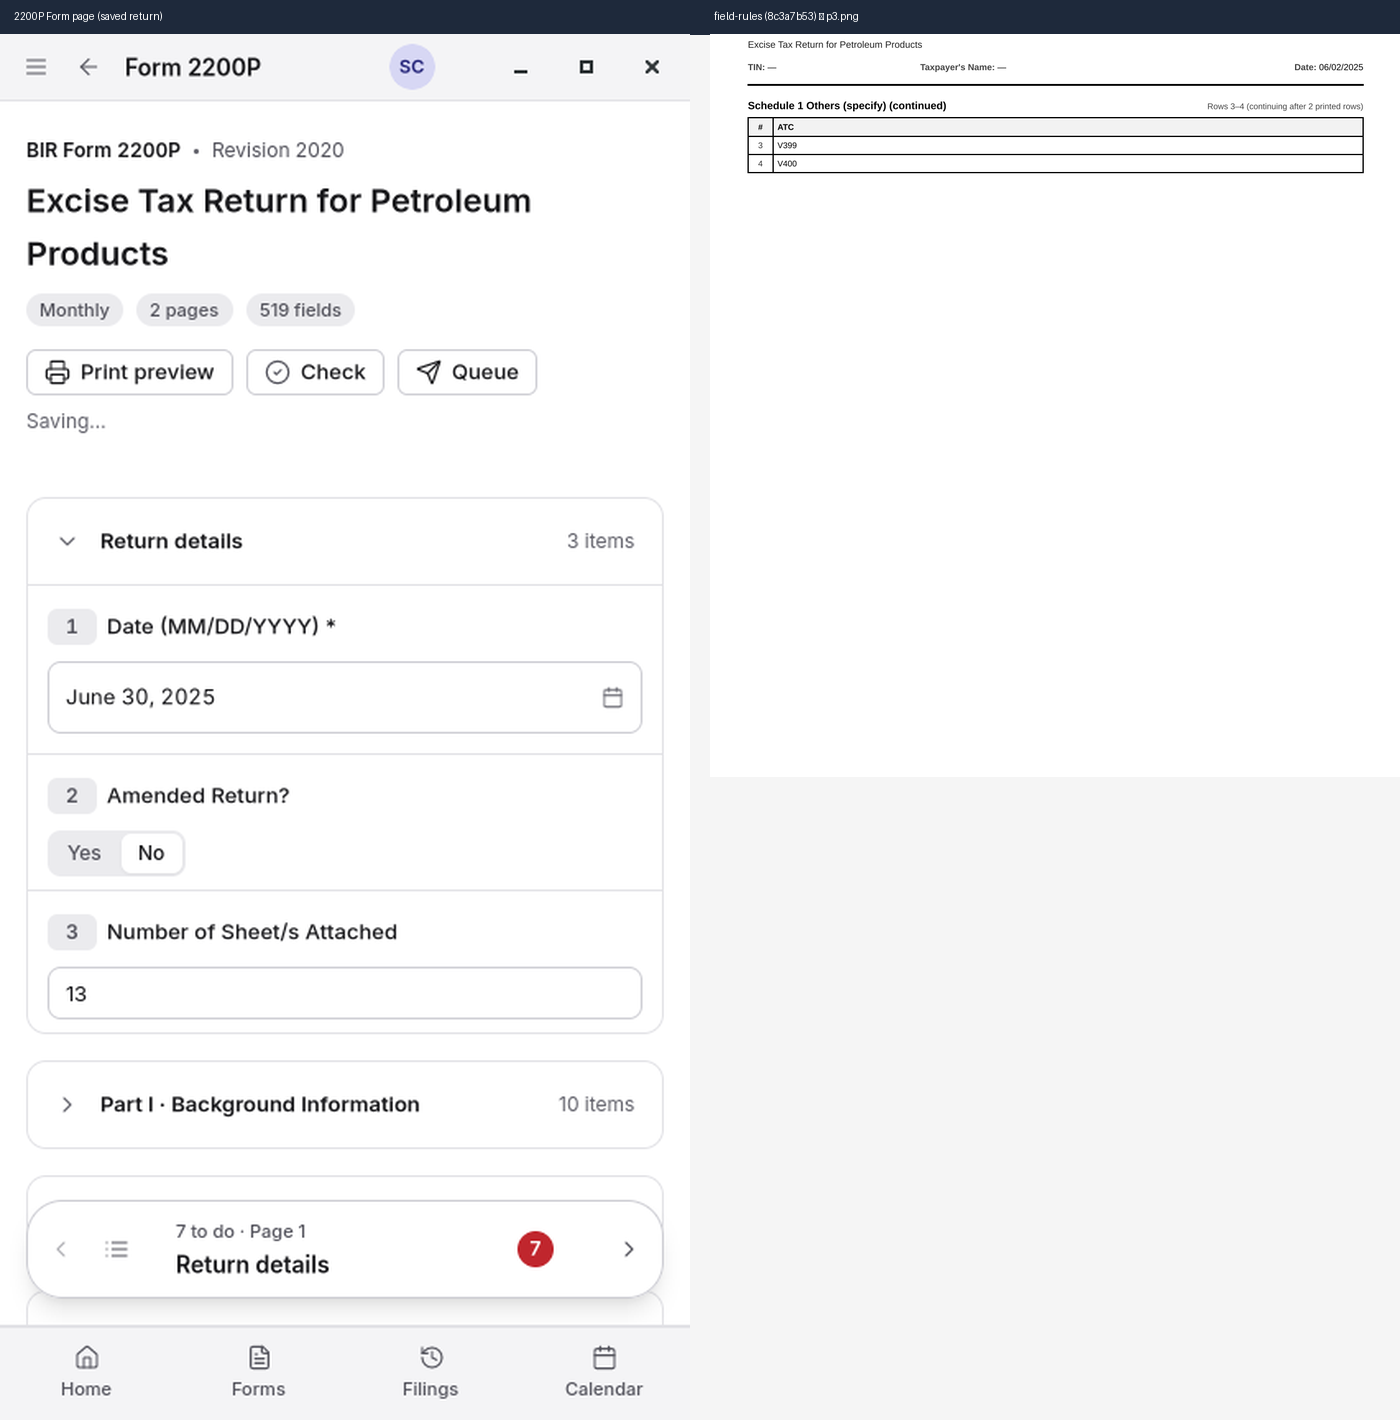 2200P Form page (saved return)
Form 2200P
SC
BIR Form 2200P • Revision 2020
Excise Tax Return for Petroleum
Products
Monthly
2 pages
519 fields
Print preview
Check
Queue
Saving...
Return details
3 items
1 Date (MM/DD/YYYY) *
June 30, 2025
2 Amended Return?
Yes No
3 Number of Sheet/s Attached
13
Part I · Background Information
10 items
7 to do · Page 1
Return details
7
Home
Forms
Filings
Calendar
field-rules (8c3a7b53) p3.png
Excise Tax Return for Petroleum Products
TIN: — Taxpayer's Name: — Date: 06/02/2025
Schedule 1 Others (specify) (continued) Rows 3–4 (continuing after 2 printed rows)
# ATC
3 V399
4 V400